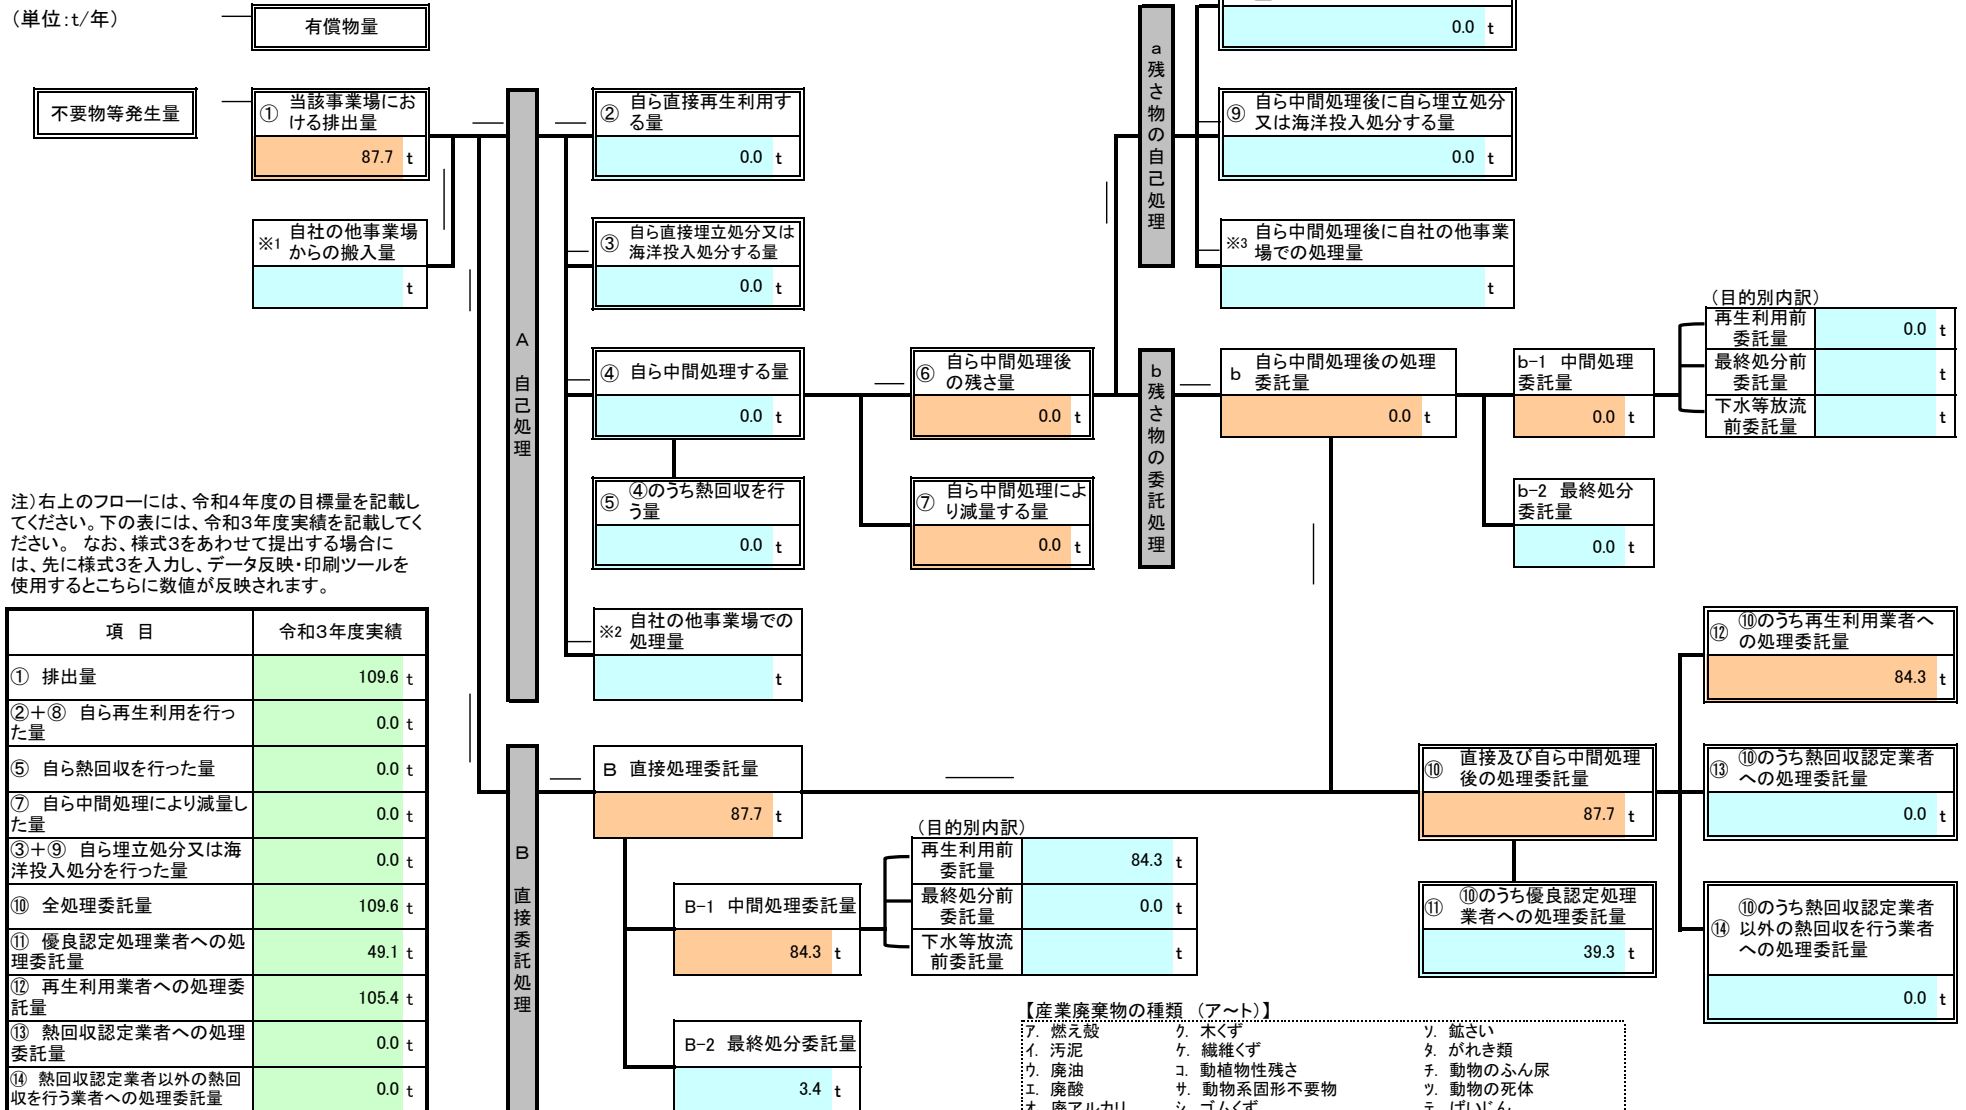 (単位:t/年)
有償物量
不要物等発生量
① 当該事業場にお
ける排出量
87.7 t
※1 自社の他事業場
からの搬入量
t
A 自己処理
② 自ら直接再生利用す
る量
0.0 t
③ 自ら直接埋立処分又は
海洋投入処分する量
0.0 t
④ 自ら中間処理する量
0.0 t
⑤ ④のうち熱回収を行
う量
0.0 t
※2 自社の他事業場での
処理量
t
⑥ 自ら中間処理後
の残さ量
0.0 t
⑦ 自ら中間処理によ
り減量する量
0.0 t
a 残さ物の自己処理
0.0 t
⑨ 自ら中間処理後に自ら埋立処分
又は海洋投入処分する量
0.0 t
※3 自ら中間処理後に自社の他事業
場での処理量
t
b 残さ物の委託処理
b 自ら中間処理後の処理
委託量
0.0 t
b-1 中間処理
委託量
0.0 t
b-2 最終処分
委託量
0.0 t
(目的別内訳)
再生利用前
委託量
0.0 t
最終処分前
委託量
t
下水等放流
前委託量
t
注)右上のフローには、令和4年度の目標量を記載し
てください。下の表には、令和3年度実績を記載してく
ださい。 なお、様式3をあわせて提出する場合に
は、先に様式3を入力し、データ反映・印刷ツールを
使用するとこちらに数値が反映されます。
項 目 令和3年度実績
① 排出量 109.6 t
②+⑧ 自ら再生利用を行っ
た量
0.0 t
⑤ 自ら熱回収を行った量 0.0 t
⑦ 自ら中間処理により減量し
た量
0.0 t
③+⑨ 自ら埋立処分又は海
洋投入処分を行った量
0.0 t
⑩ 全処理委託量 109.6 t
⑪ 優良認定処理業者への処
理委託量
49.1 t
⑫ 再生利用業者への処理委
託量
105.4 t
⑬ 熱回収認定業者への処理
委託量
0.0 t
⑭ 熱回収認定業者以外の熱回
収を行う業者への処理委託量
0.0 t
B 直接委託処理
B 直接処理委託量
87.7 t
B-1 中間処理委託量
84.3 t
B-2 最終処分委託量
3.4 t
(目的別内訳)
再生利用前
委託量
84.3 t
最終処分前
委託量
0.0 t
下水等放流
前委託量
t
⑩ 直接及び自ら中間処理
後の処理委託量
87.7 t
⑪ ⑩のうち優良認定処理
業者への処理委託量
39.3 t
⑫ ⑩のうち再生利用業者へ
の処理委託量
84.3 t
⑬ ⑩のうち熱回収認定業者
への処理委託量
0.0 t
⑭ ⑩のうち熱回収認定業者
以外の熱回収を行う業者
への処理委託量
0.0 t
【産業廃棄物の種類 (ア~ト)】
ア. 燃え殻 ク. 木くず ソ. 鉱さい
イ. 汚泥 ケ. 繊維くず タ. がれき類
ウ. 廃油 コ. 動植物性残さ チ. 動物のふん尿
エ. 廃酸 サ. 動物系固形不要物 ツ. 動物の死体
オ. 廃アルカリ シ. ゴムくず テ. ばいじん